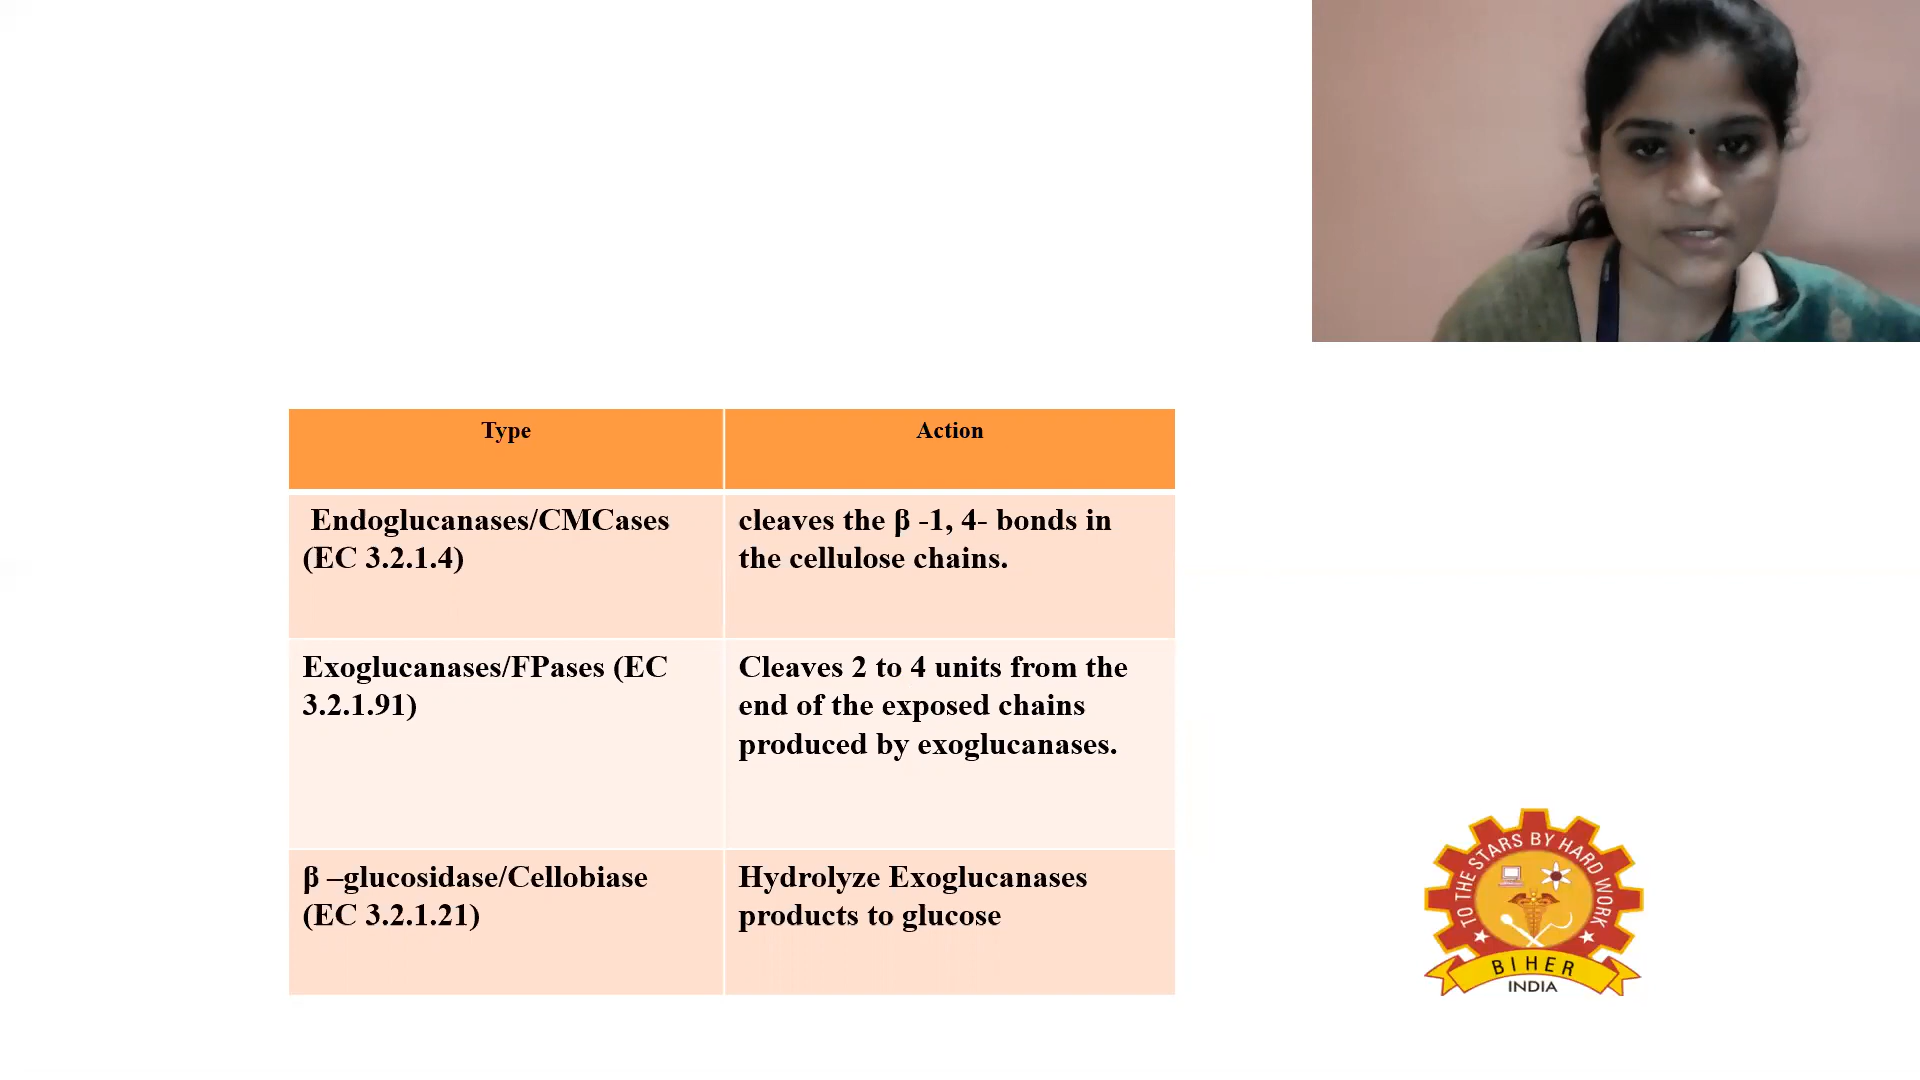 Type
Action
Endoglucanases/CMCases
(EC 3.2.1.4)
cleaves the β -1, 4- bonds in
the cellulose chains.
Exoglucanases/FPases (EC
3.2.1.91)
Cleaves 2 to 4 units from the
end of the exposed chains
produced by exoglucanases.
β –glucosidase/Cellobiase
(EC 3.2.1.21)
Hydrolyze Exoglucanases
products to glucose
TO THE STARS BY HARD WORK
BIHER
INDIA